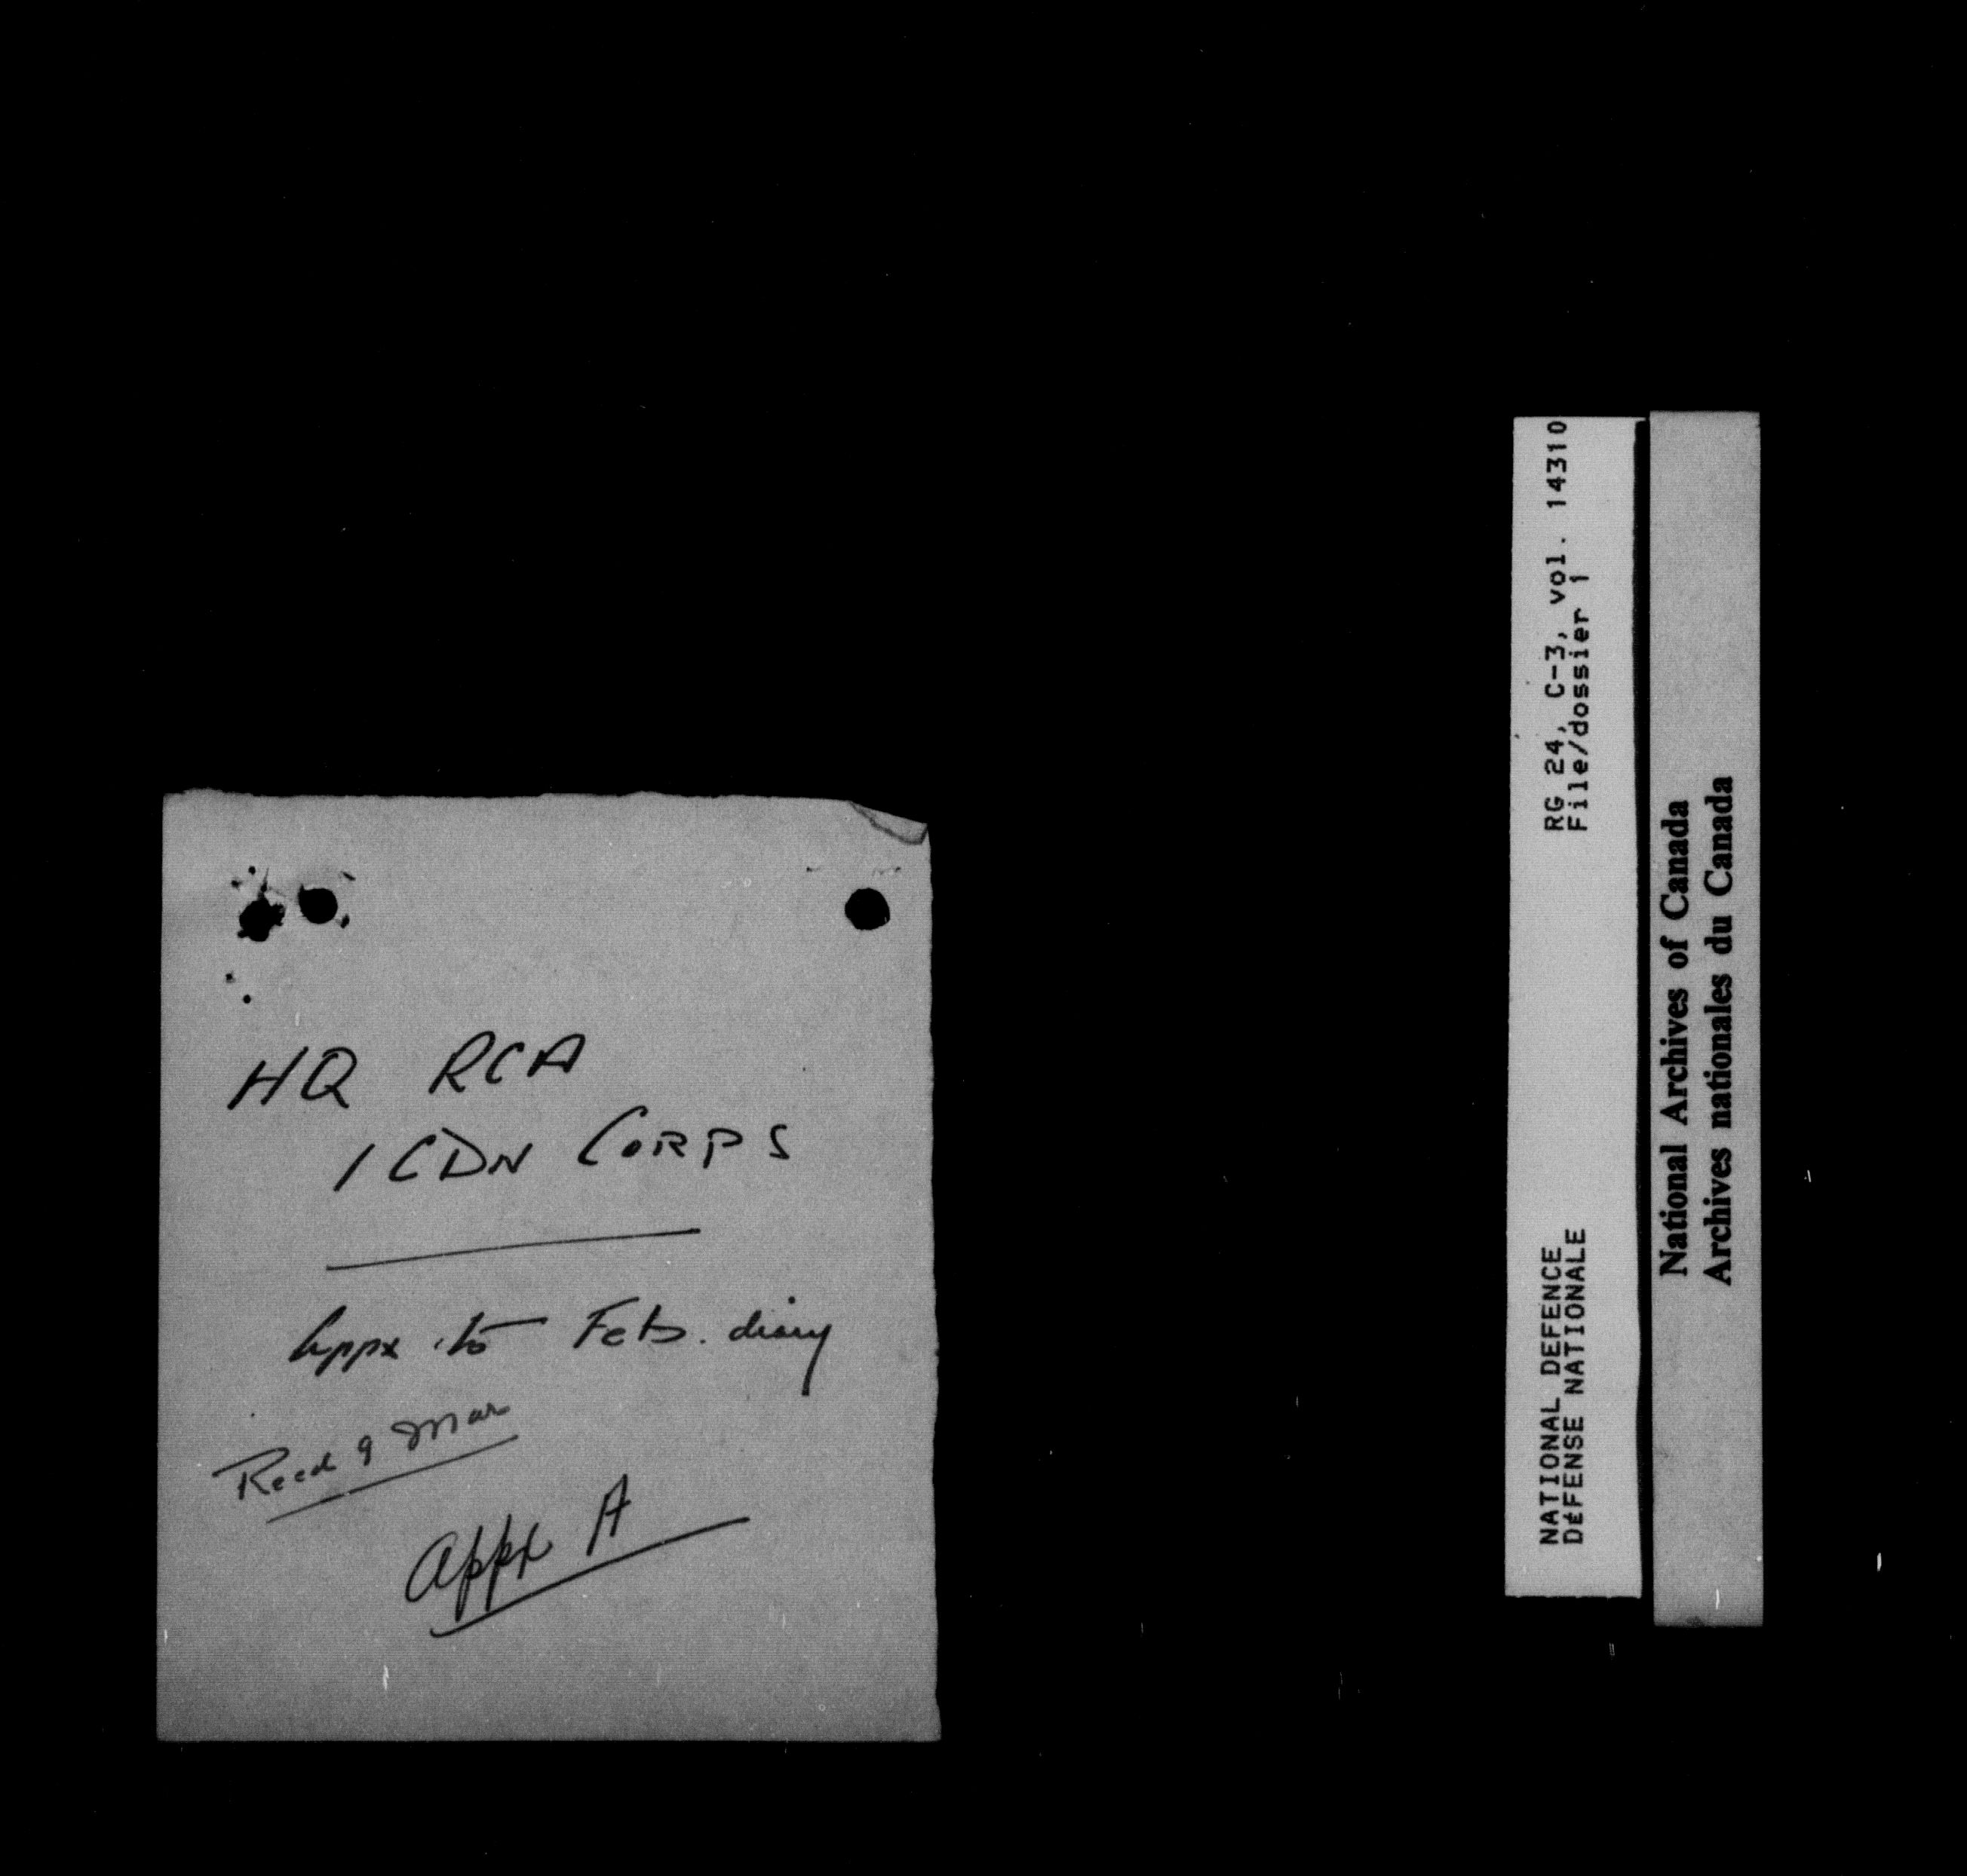 HQ RCA
1 CDN CORPS
Appx to Feb. diary
Recd 9 Mar
Appx A
RG 24, C-3, vol. 14310
File/dossier 1
NATIONAL DEFENCE
DéFENSE NATIONALE
National Archives of Canada
Archives nationales du Canada